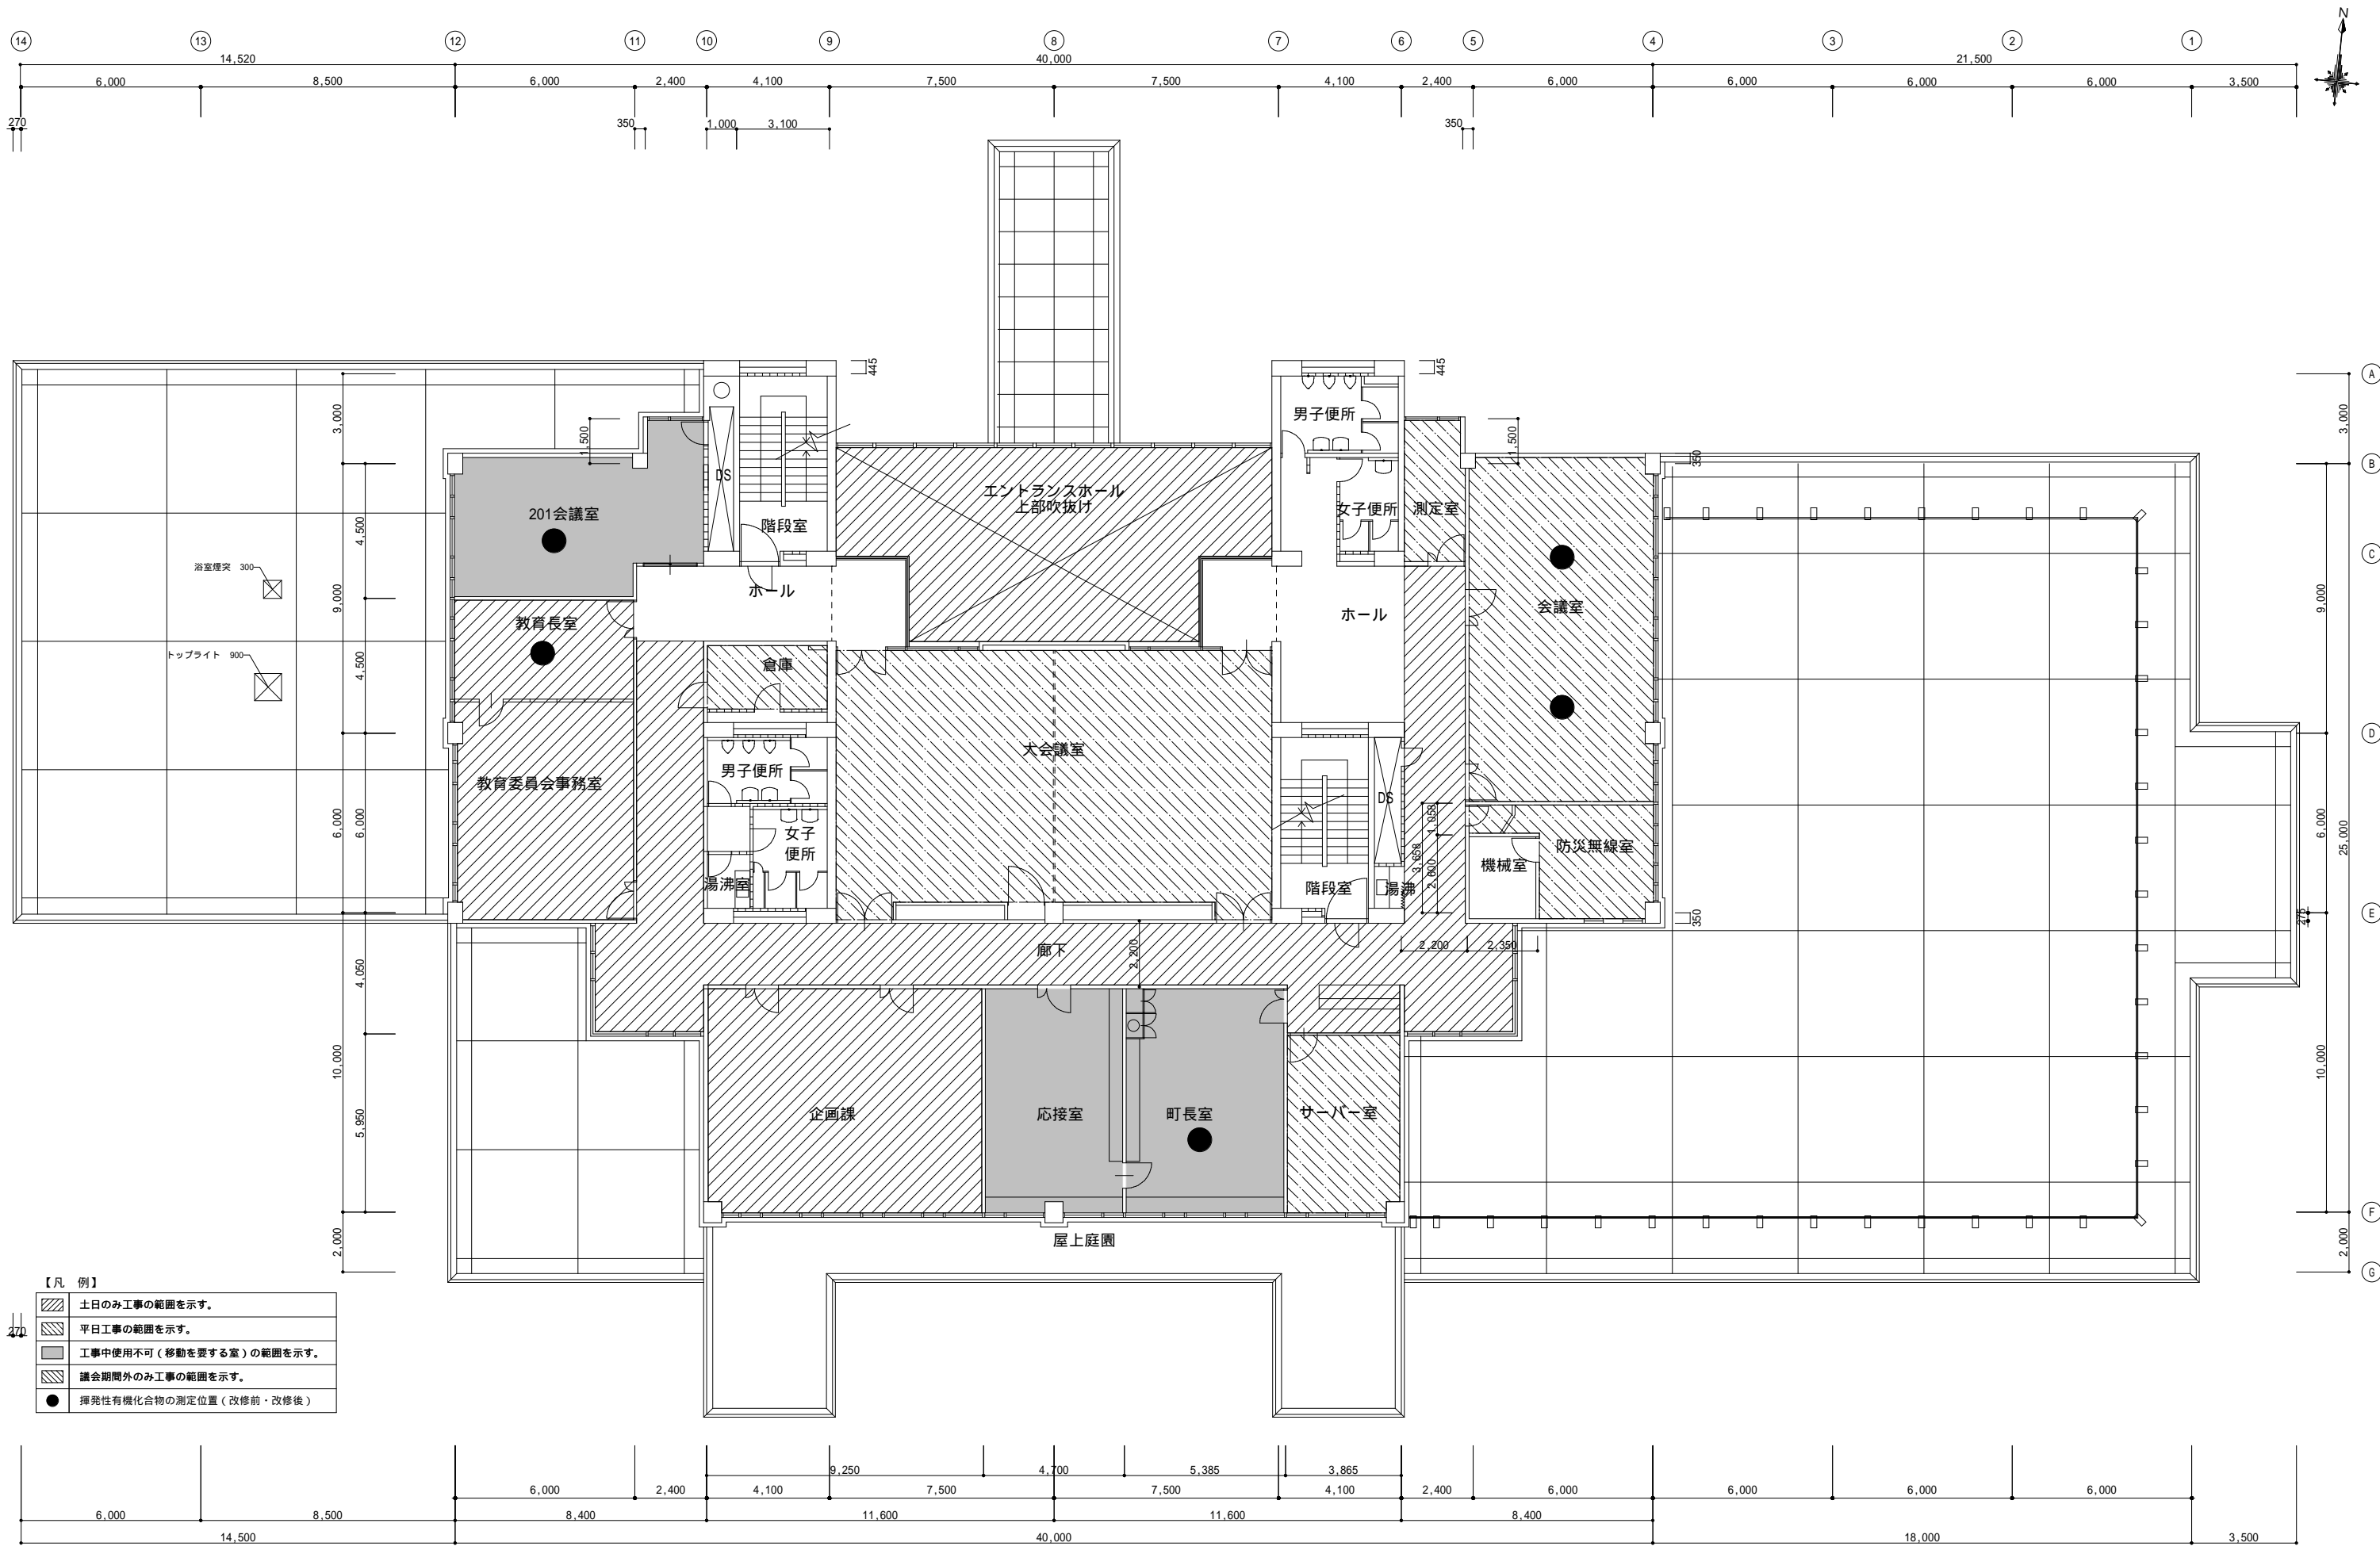 N
14 13 12 11 10 9 8 7 6 5 4 3 2 1
14,520 40,000 21,500
6,000 8,500 6,000 2,400 4,100 7,500 7,500 4,100 2,400 6,000 6,000 6,000 6,000 3,500
270 350 1,000 3,100 350
445 445
男子便所
A
3,000 1,500 1,500 3,000
350
B
DS
エントランスホール
上部吹抜け
201会議室
階段室
女子便所
測定室
4,500
C
浴室煙突 300
9,000
ホール
ホール
会議室
9,000
教育長室
トップライト 900
4,500
倉庫
D
大会議室
男子便所
教育委員会事務室
DS
6,000 6,000
女子
便所
1,058
3,658
2,600
防災無線室
機械室
6,000
25,000
湯沸室
階段室
湯沸
350
275
E
廊下
2,200
2,200 2,350
4,050
10,000
10,000
5,950
企画課
応接室
町長室
サーバー室
F
屋上庭園
2,000
2,000
G
【凡 例】
土日のみ工事の範囲を示す。
平日工事の範囲を示す。
工事中使用不可(移動を要する室)の範囲を示す。
議会期間外のみ工事の範囲を示す。
揮発性有機化合物の測定位置(改修前・改修後)
270
9,250 4,700 5,385 3,865
6,000 2,400 4,100 7,500 7,500 4,100 2,400 6,000 6,000 6,000 6,000
6,000 8,500 8,400 11,600 11,600 8,400
14,500 40,000 18,000 3,500